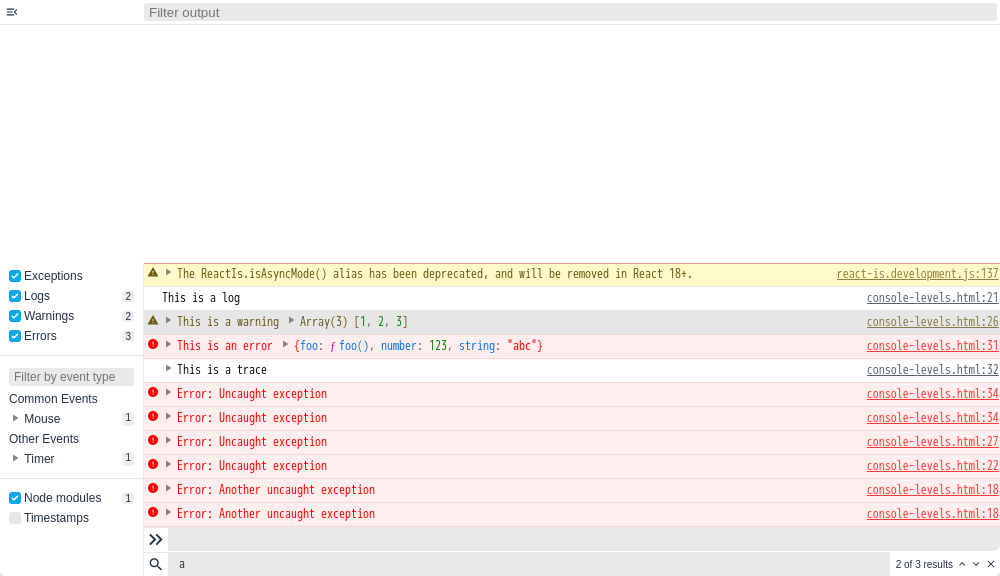 Filter output
Exceptions
Logs 2
Warnings 2
Errors 3
Filter by event type
Common Events
Mouse 1
Other Events
Timer 1
Node modules 1
Timestamps
The ReactIs.isAsyncMode() alias has been deprecated, and will be removed in React 18+. react-is.development.js:137
This is a log console-levels.html:21
This is a warning Array(3) [1, 2, 3] console-levels.html:26
This is an error {foo: ƒ foo(), number: 123, string: "abc"} console-levels.html:31
This is a trace console-levels.html:32
Error: Uncaught exception console-levels.html:34
Error: Uncaught exception console-levels.html:34
Error: Uncaught exception console-levels.html:27
Error: Uncaught exception console-levels.html:22
Error: Another uncaught exception console-levels.html:18
Error: Another uncaught exception console-levels.html:18
a 2 of 3 results